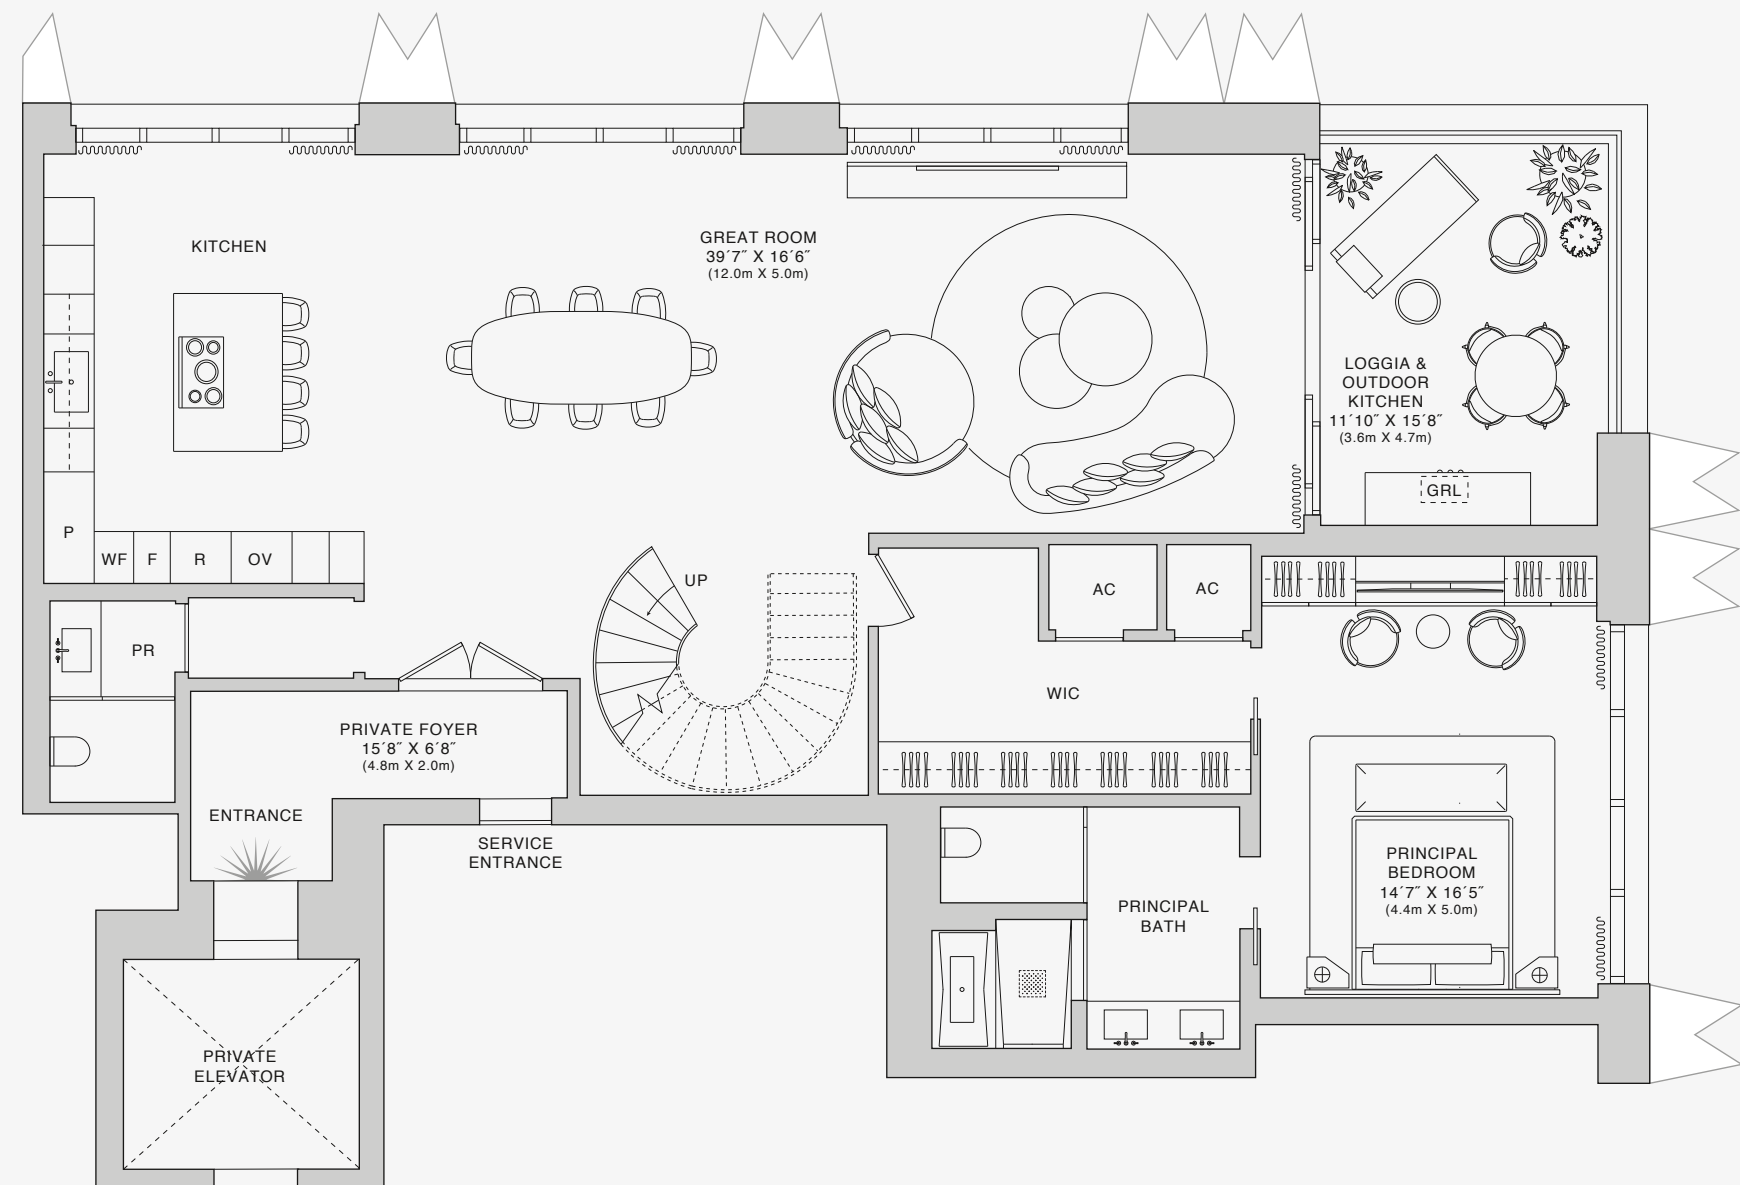 KITCHEN
GREAT ROOM
39´7˝ X 16´6˝
(12.0m X 5.0m)
LOGGIA &
OUTDOOR
KITCHEN
11´10˝ X 15´8˝
(3.6m X 4.7m)
GRL
P
WF
F
R
OV
UP
AC
AC
PR
WIC
PRIVATE FOYER
15´8˝ X 6´8˝
(4.8m X 2.0m)
ENTRANCE
SERVICE
ENTRANCE
PRINCIPAL
BATH
PRINCIPAL
BEDROOM
14´7˝ X 16´5˝
(4.4m X 5.0m)
PRIVATE
ELEVATOR